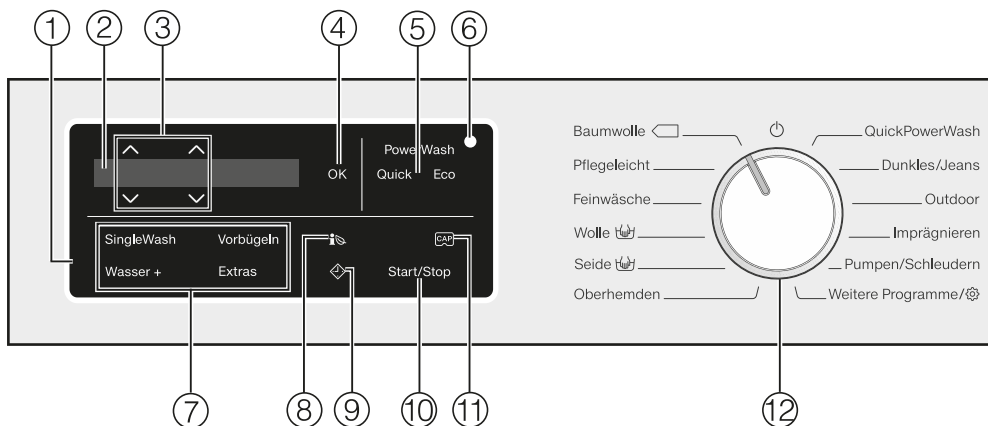 ① ② ③ ④ ⑤ ⑥
PowerWash
OK Quick Eco
SingleWash Vorbügeln
CAP
Wasser + Extras
Start/Stop
Baumwolle
Pflegeleicht
Feinwäsche
Wolle
Seide
Oberhemden
QuickPowerWash
Dunkles/Jeans
Outdoor
Imprägnieren
Pumpen/Schleudern
Weitere Programme/
⑦ ⑧ ⑨ ⑩ ⑪ ⑫